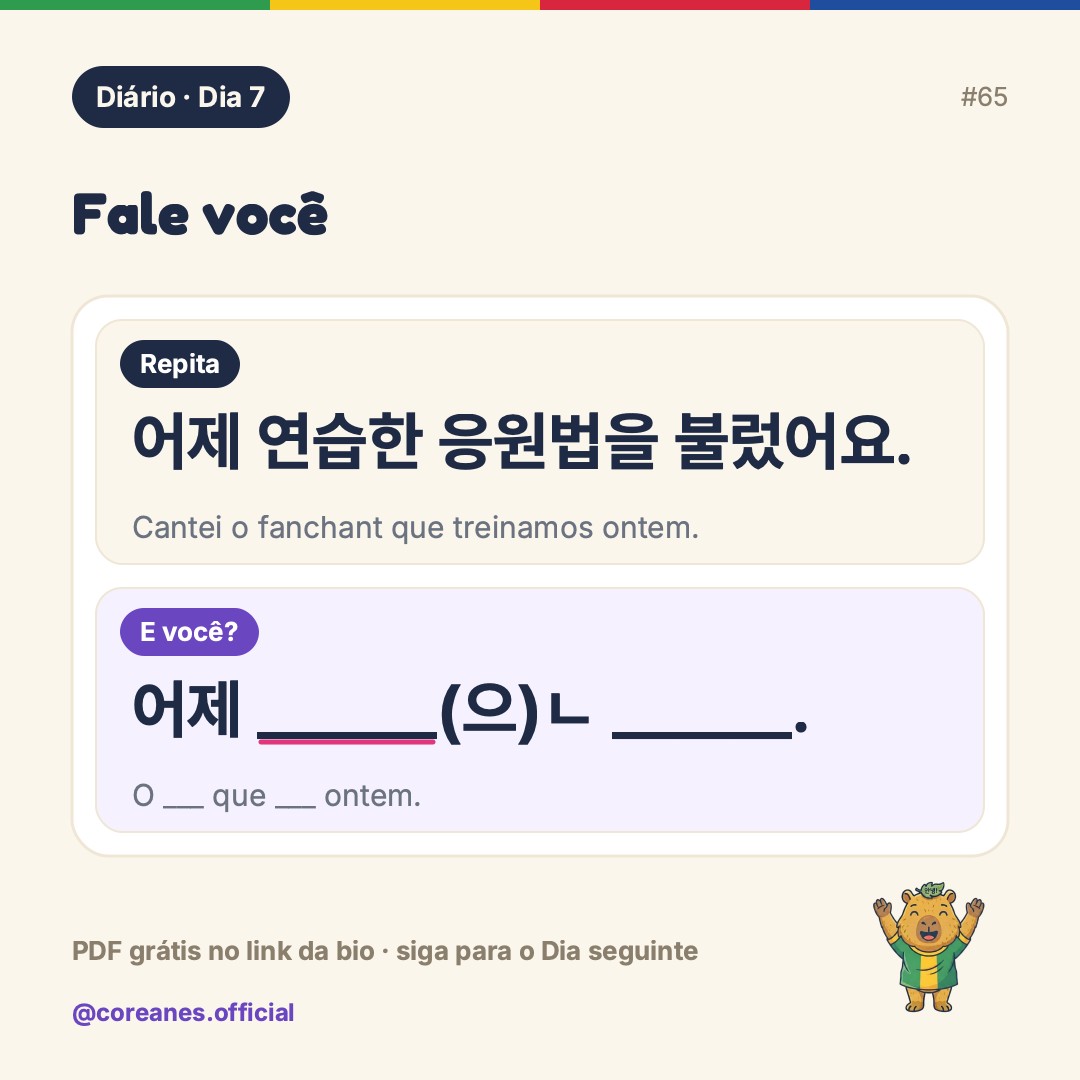 Diário · Dia 7
#65
Fale você
Repita
어제 연습한 응원법을 불렀어요.
Cantei o fanchant que treinamos ontem.
E você?
어제 ______(으)ㄴ ______.
O ___ que ___ ontem.
PDF grátis no link da bio · siga para o Dia seguinte
@coreanes.official